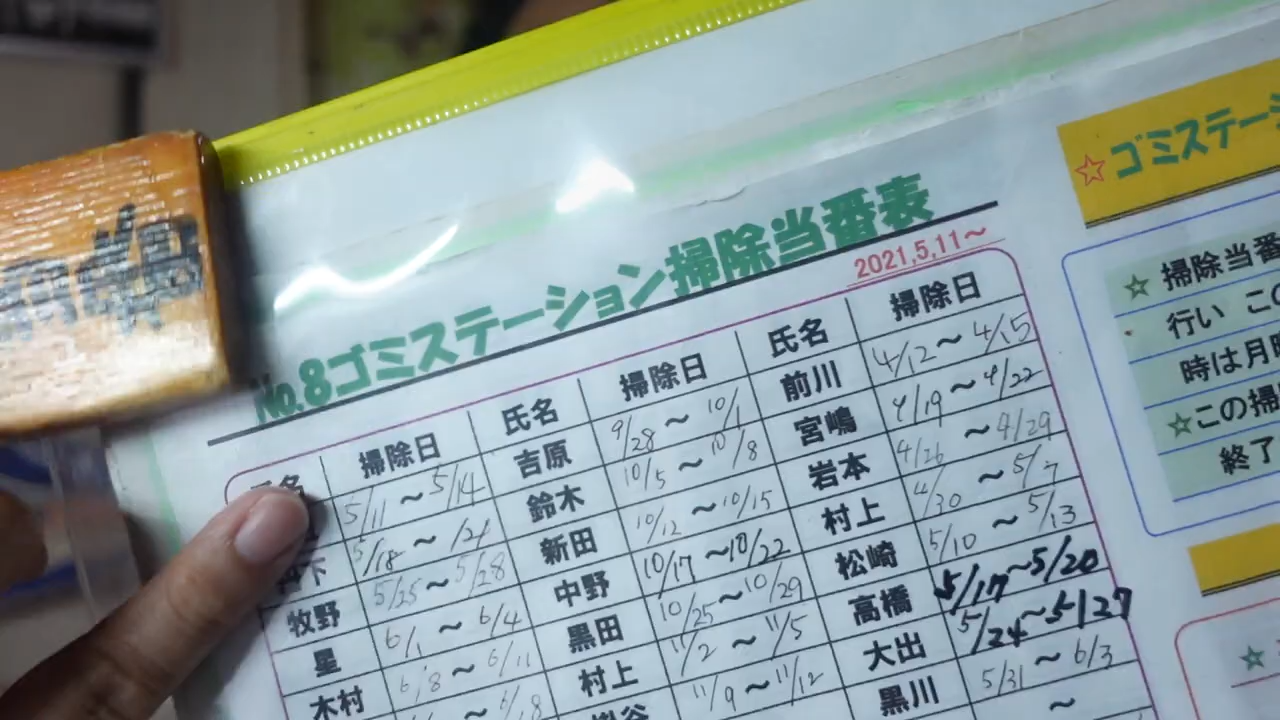 No.8ゴミステーション掃除当番表
2021,5,11～
掃除日 氏名 掃除日 氏名 掃除日
5/11 ～ 5/14 吉原 9/28 ～ 10/1 前川 4/12 ～ 4/15
下 5/18 ～ /21 鈴木 10/5 ～ 10/8 宮嶋 4/19 ～ 4/22
牧野 5/25 ～ 5/28 新田 10/12 ～ 10/15 岩本 4/26 ～ 4/29
星 6/1 ～ 6/4 中野 10/17 ～ 10/22 村上 4/30 ～ 5/7
木村 6/8 ～ 6/11 黒田 10/25 ～ 10/29 松崎 5/10 ～ 5/13
～ 6/18 村上 11/2 ～ 11/5 高橋 5/17 ～ 5/20
11/9 ～ 11/12 大出 5/24 ～ 5/27
黒川 5/31 ～ 6/3
～
☆ゴミステーシ
☆ 掃除当番
行い この
時は月
☆この掃
終了
☆